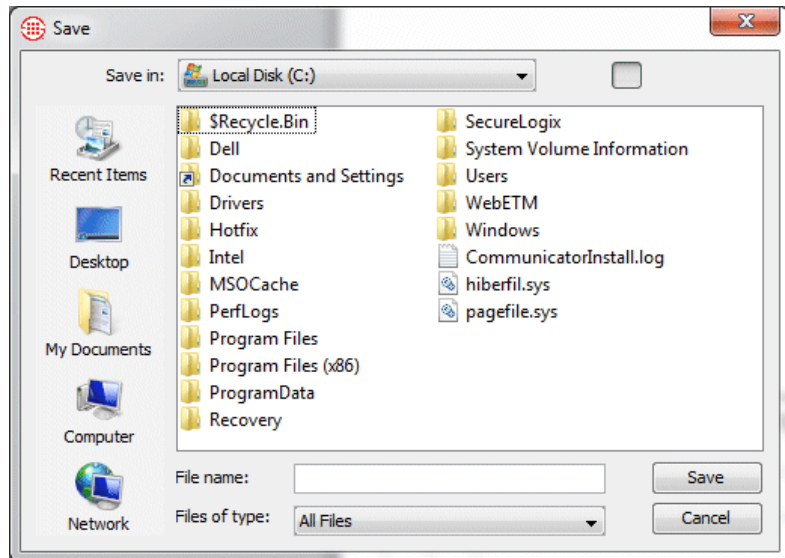 Save
Save in: Local Disk (C:)
Recent Items
Desktop
My Documents
Computer
Network
$Recycle.Bin
Dell
Documents and Settings
Drivers
Hotfix
Intel
MSOCache
PerfLogs
Program Files
Program Files (x86)
ProgramData
Recovery
SecureLogix
System Volume Information
Users
WebETM
Windows
CommunicatorInstall.log
hiberfil.sys
pagefile.sys
File name:
Save
Files of type: All Files
Cancel